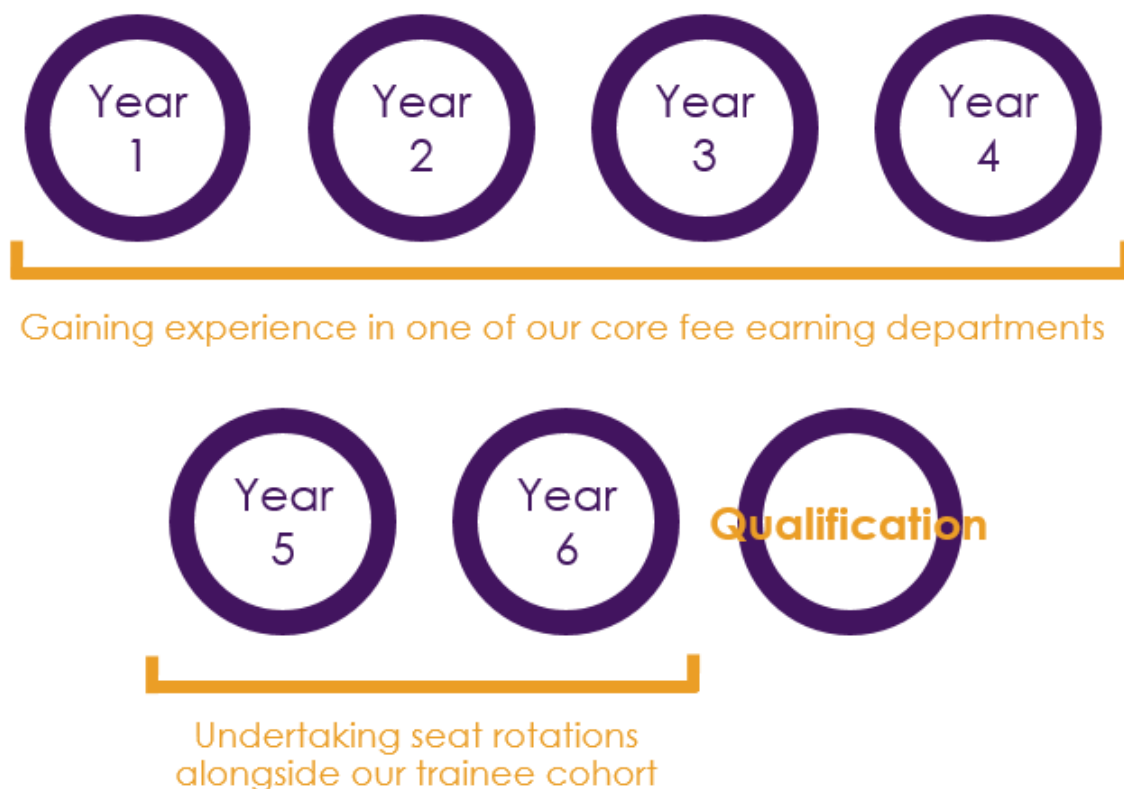 Year
1
Year
2
Year
3
Year
4
Gaining experience in one of our core fee earning departments
Year
5
Year
6
Qualification
Undertaking seat rotations
alongside our trainee cohort